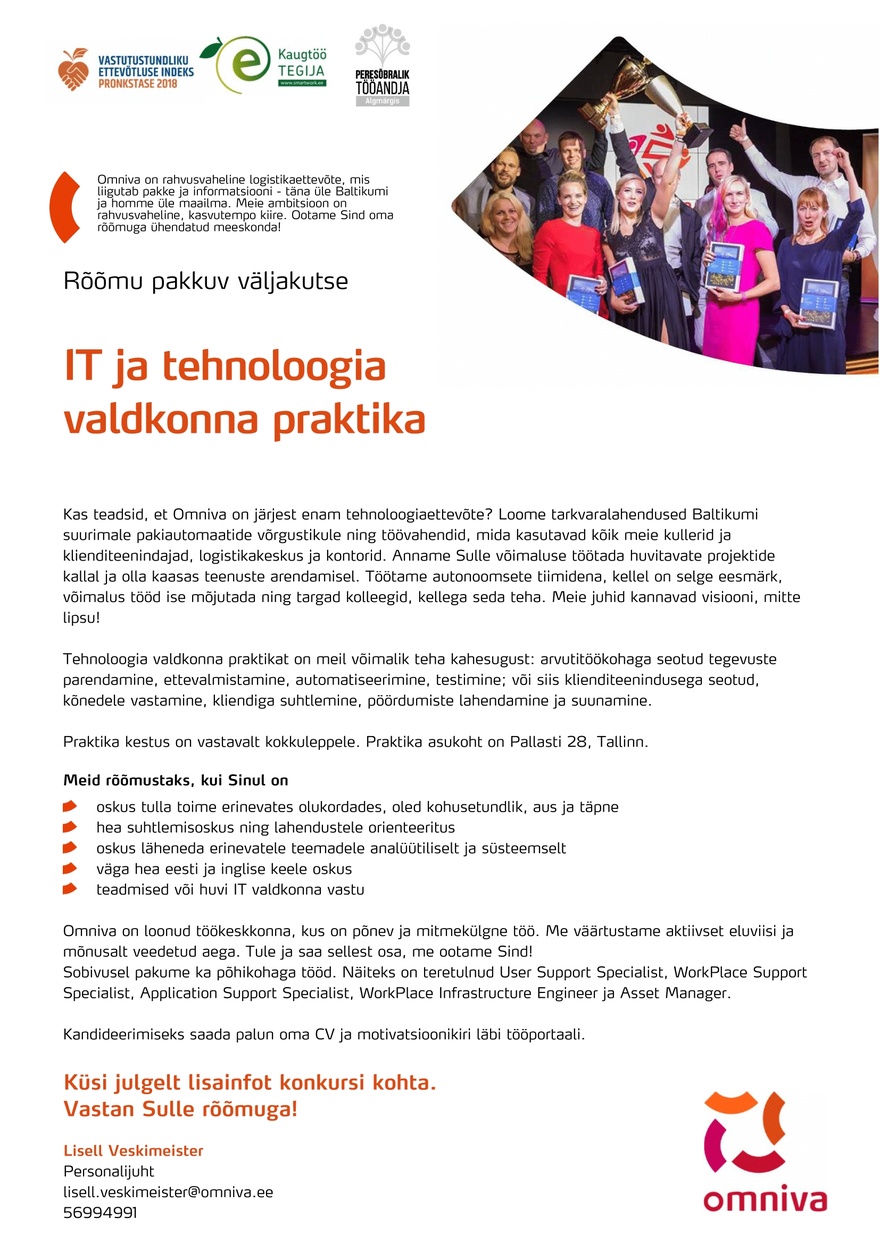 VASTUTUSTUNDLIKU
ETTEVÕTLUSE INDEKS
PRONKSTASE 2018
e
Kaugtöö
TEGIJA
www.smartwork.ee
PERESÕBRALIK
TÖÖANDJA
Algmärgis
Omniva on rahvusvaheline logistikaettevõte, mis
liigutab pakke ja informatsiooni - täna üle Baltikumi
ja homme üle maailma. Meie ambitsioon on
rahvusvaheline, kasvutempo kiire. Ootame Sind oma
rõõmuga ühendatud meeskonda!
Rõõmu pakkuv väljakutse
IT ja tehnoloogia
valdkonna praktika
Kas teadsid, et Omniva on järjest enam tehnoloogiaettevõte? Loome tarkvaralahendused Baltikumi
suurimale pakiautomaatide võrgustikule ning töövahendid, mida kasutavad kõik meie kullerid ja
klienditeenindajad, logistikakeskus ja kontorid. Anname Sulle võimaluse töötada huvitavate projektide
kallal ja olla kaasas teenuste arendamisel. Töötame autonoomsete tiimidena, kellel on selge eesmärk,
võimalus tööd ise mõjutada ning targad kolleegid, kellega seda teha. Meie juhid kannavad visiooni, mitte
lipsu!
Tehnoloogia valdkonna praktikat on meil võimalik teha kahesugust: arvutitöökohaga seotud tegevuste
parendamine, ettevalmistamine, automatiseerimine, testimine; või siis klienditeenindusega seotud,
kõnedele vastamine, kliendiga suhtlemine, pöördumiste lahendamine ja suunamine.
Praktika kestus on vastavalt kokkuleppele. Praktika asukoht on Pallasti 28, Tallinn.
Meid rõõmustaks, kui Sinul on
oskus tulla toime erinevates olukordades, oled kohusetundlik, aus ja täpne
hea suhtlemisoskus ning lahendustele orienteeritus
oskus läheneda erinevatele teemadele analüütiliselt ja süsteemselt
väga hea eesti ja inglise keele oskus
teadmised või huvi IT valdkonna vastu
Omniva on loonud töökeskkonna, kus on põnev ja mitmekülgne töö. Me väärtustame aktiivset eluviisi ja
mõnusalt veedetud aega. Tule ja saa sellest osa, me ootame Sind!
Sobivusel pakume ka põhikohaga tööd. Näiteks on teretulnud User Support Specialist, WorkPlace Support
Specialist, Application Support Specialist, WorkPlace Infrastructure Engineer ja Asset Manager.
Kandideerimiseks saada palun oma CV ja motivatsioonikiri läbi tööportaali.
Küsi julgelt lisainfot konkursi kohta.
Vastan Sulle rõõmuga!
Lisell Veskimeister
Personalijuht
lisell.veskimeister@omniva.ee
56994991
omniva